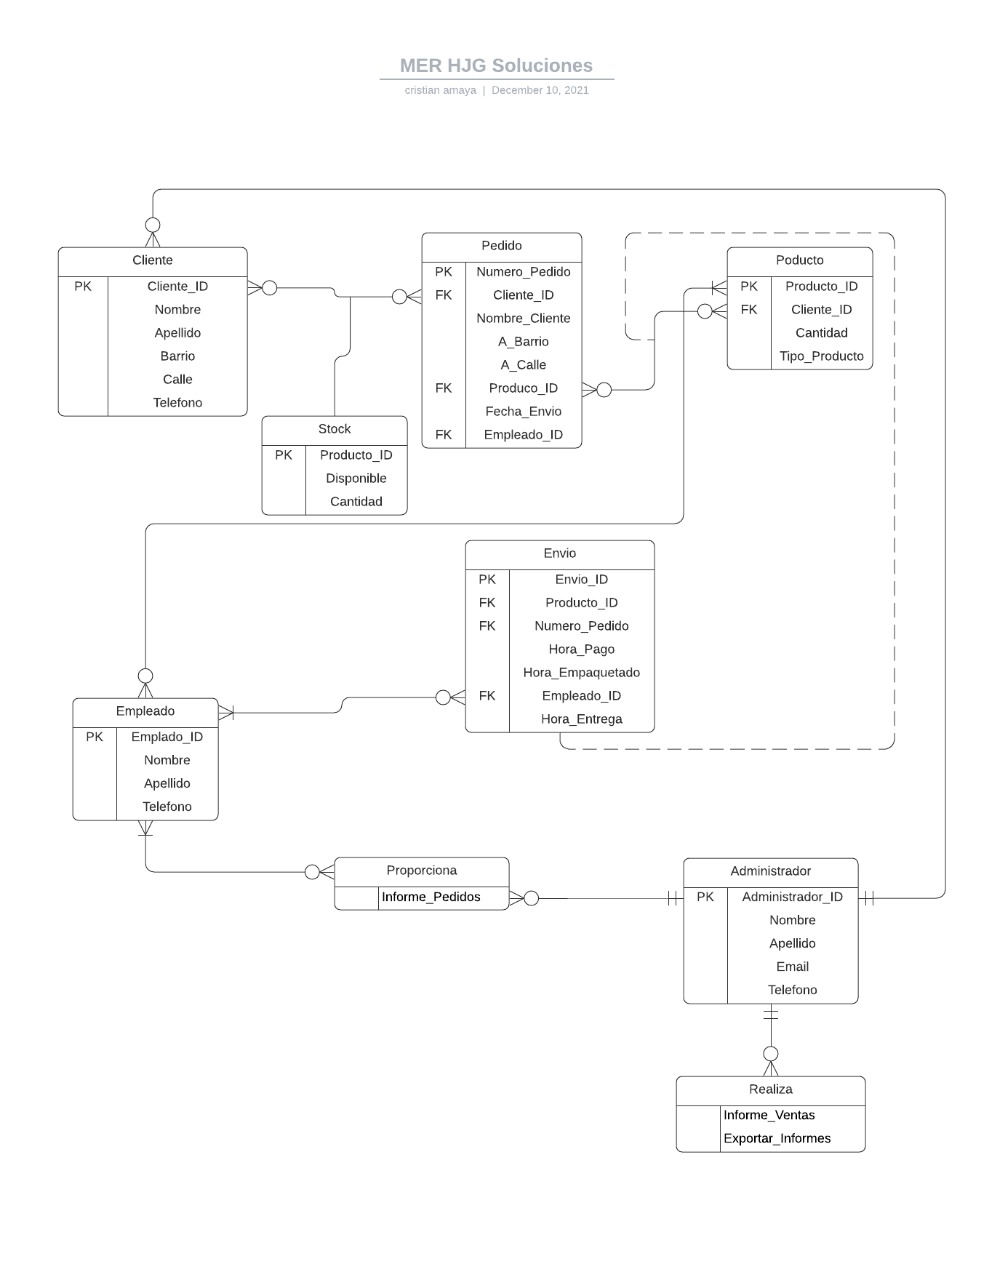 MER HJG Soluciones
cristian amaya | December 10, 2021
Cliente
PK Cliente_ID
Nombre
Apellido
Barrio
Calle
Telefono
Pedido
PK Numero_Pedido
FK Cliente_ID
Nombre_Cliente
A_Barrio
A_Calle
FK Produco_ID
Fecha_Envio
FK Empleado_ID
Poducto
PK Producto_ID
FK Cliente_ID
Cantidad
Tipo_Producto
Stock
PK Producto_ID
Disponible
Cantidad
Envio
PK Envio_ID
FK Producto_ID
FK Numero_Pedido
Hora_Pago
Hora_Empaquetado
FK Empleado_ID
Hora_Entrega
Empleado
PK Emplado_ID
Nombre
Apellido
Telefono
Proporciona
Informe_Pedidos
Administrador
PK Administrador_ID
Nombre
Apellido
Email
Telefono
Realiza
Informe_Ventas
Exportar_Informes